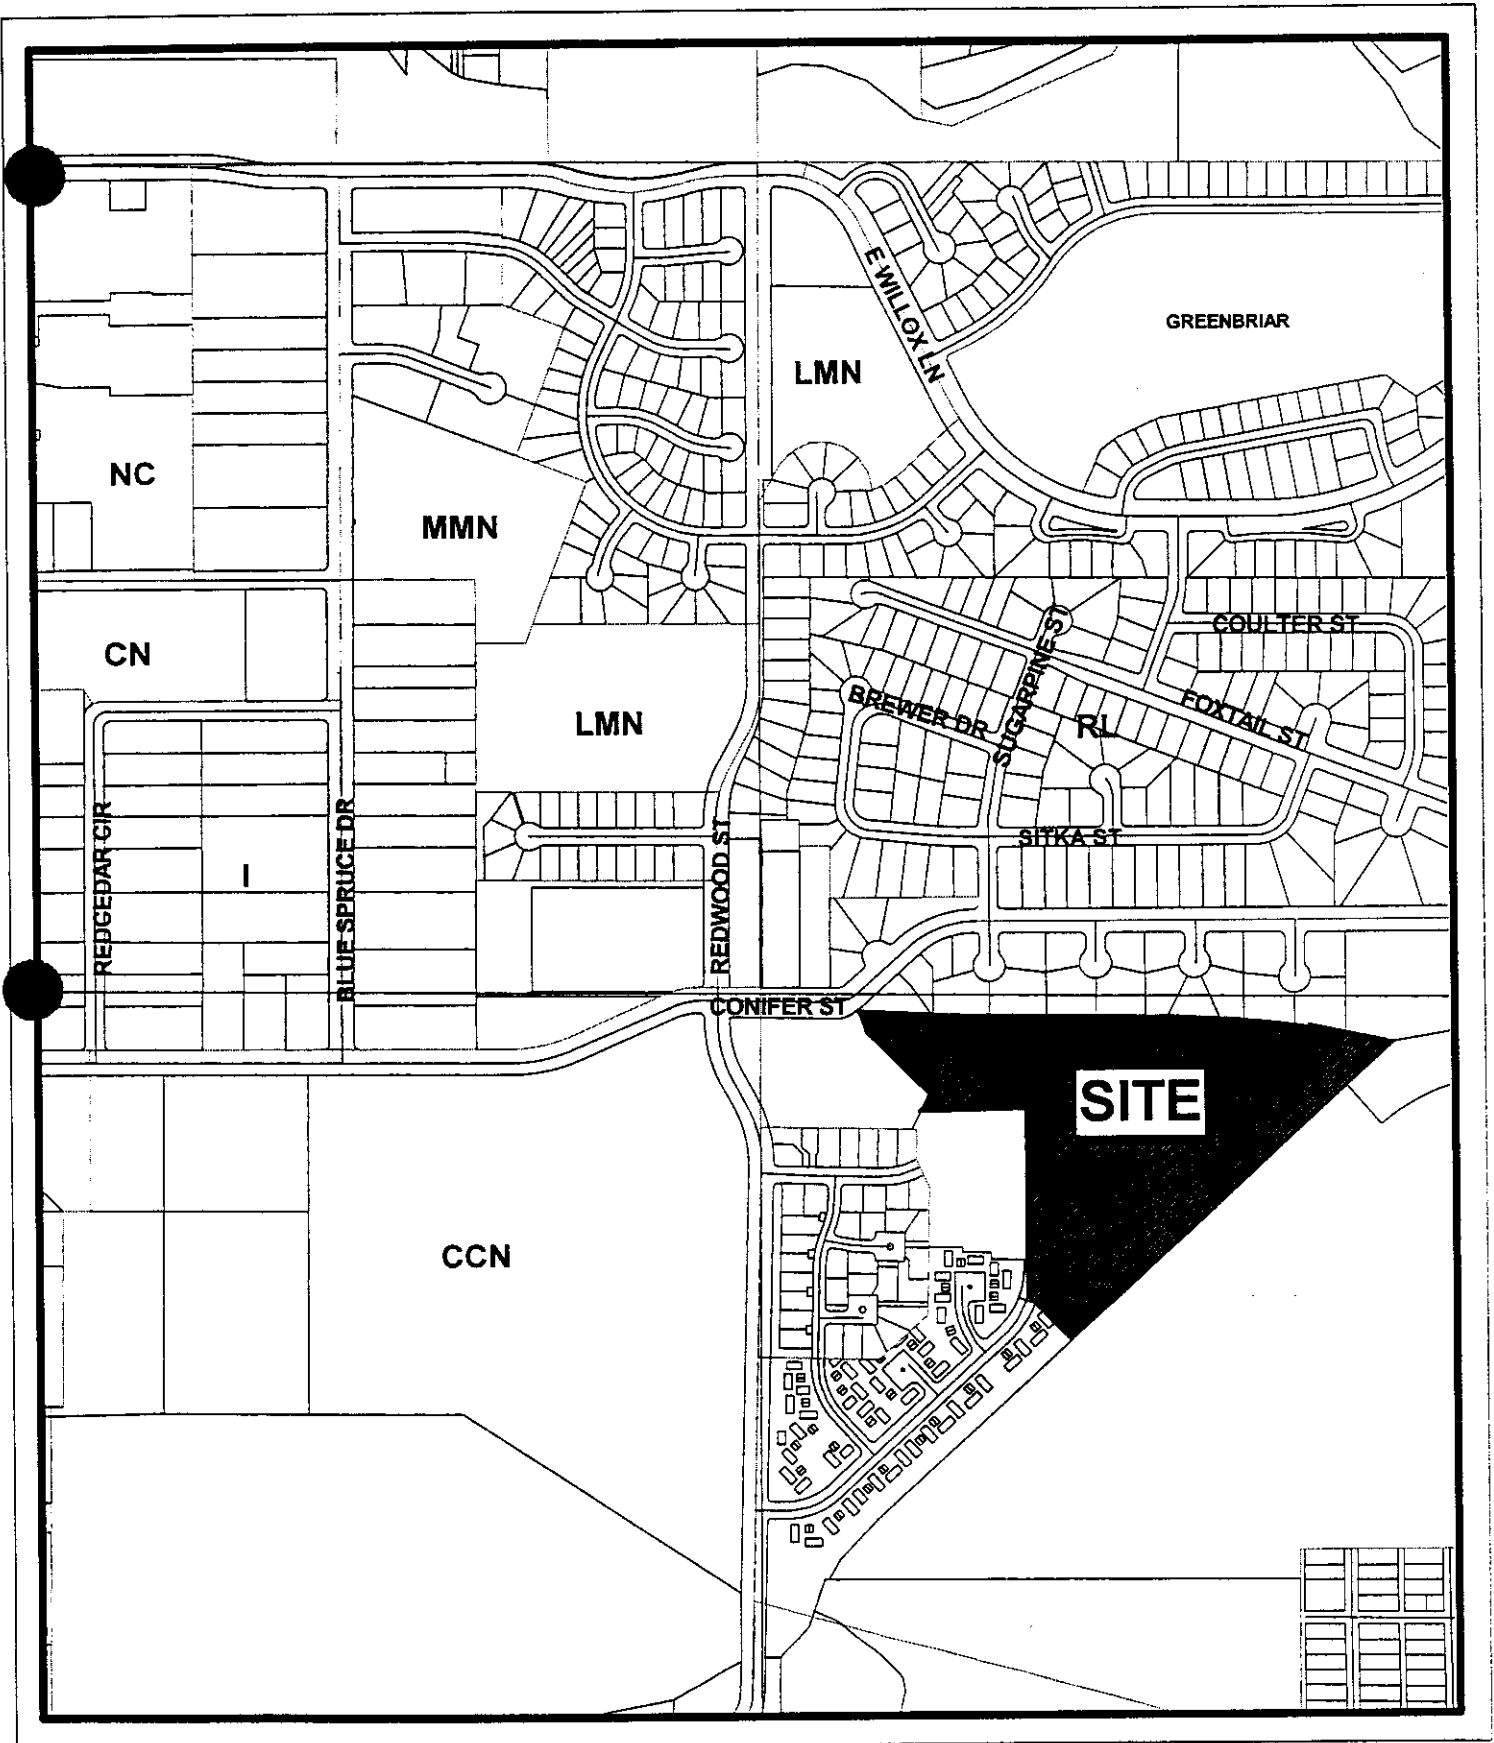 E WILLOX LN
GREENBRIAR
LMN
NC
MMN
COULTER ST
SUGARPINE ST
CN
BREWER DR
FOXTAIL ST
RL
LMN
REDCEDAR CIR
BLUE SPRUCE DR
REDWOOD ST
SITKA ST
I
CONIFER ST
SITE
CCN